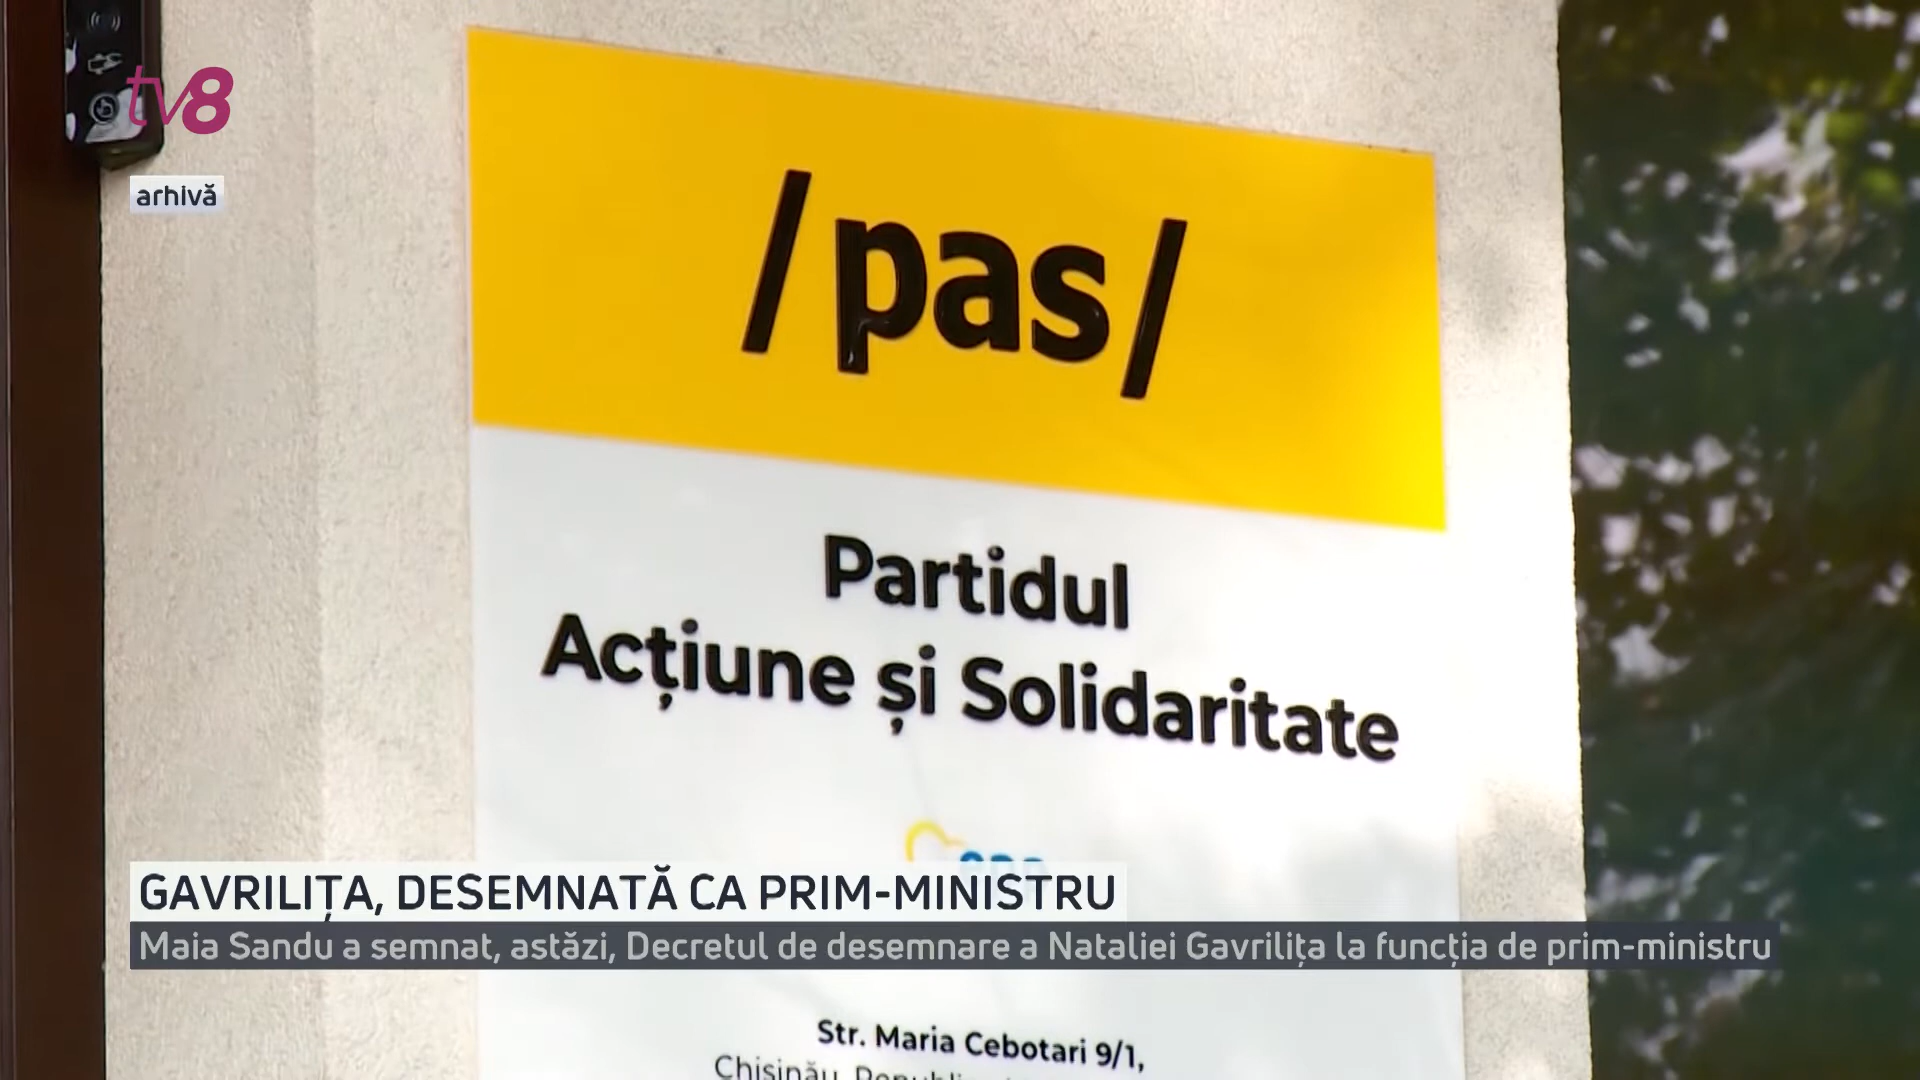 tv8
arhivă
/pas/
Partidul
Acțiune și Solidaritate
GAVRILIȚA, DESEMNATĂ CA PRIM-MINISTRU
Maia Sandu a semnat, astăzi, Decretul de desemnare a Nataliei Gavrilița la funcția de prim-ministru
Str. Maria Cebotari 9/1,
Chișinău,